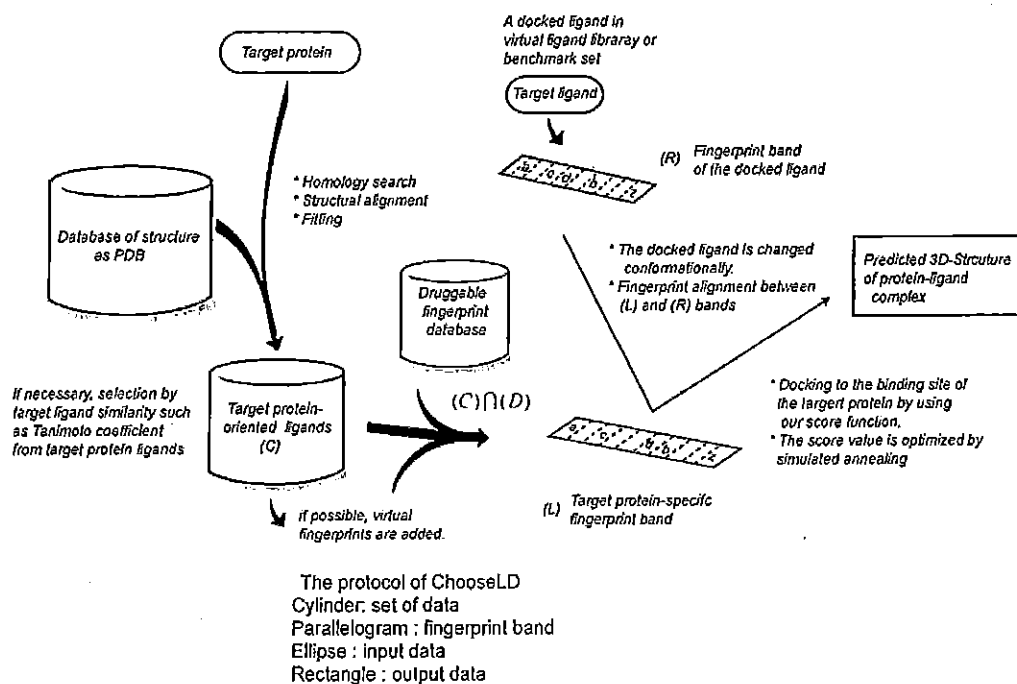 A docked ligand in
virtual ligand libraray or
benchmark set
Target protein
Target ligand
(R) Fingerprint band
of the docked ligand
a c d b z
* Homology search
* Structural alignment
* Fitting
Database of structure
as PDB
* The docked ligand is changed
conformationally.
* Fingerprint alignment between
(L) and (R) bands
Predicted 3D-Strcuture
of protein-ligand
complex
Druggable
fingerprint
database
If necessary, selection by
target ligand similarity such
as Tanimoto coefficient
from target protein ligands
Target protein-
oriented ligands
(C)
(C)∩(D)
* Docking to the binding site of
the largert protein by using
our score function,
* The score value is optimized by
simulated annealing
(L) Target protein-specifc
fingerprint band
if possible, virtual
fingerprints are added.
The protocol of ChooseLD
Cylinder: set of data
Parallelogram : fingerprint band
Ellipse : input data
Rectangle : output data